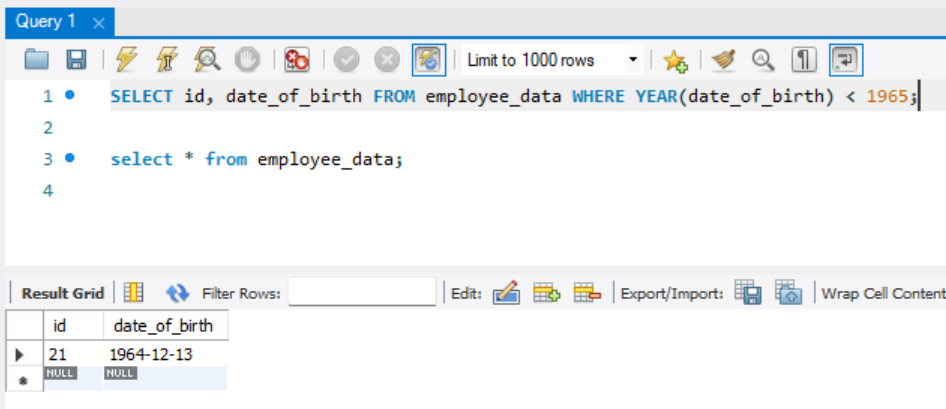 Query 1
Limit to 1000 rows
1 SELECT id, date_of_birth FROM employee_data WHERE YEAR(date_of_birth) < 1965;
2
3 select * from employee_data;
4
Result Grid Filter Rows: Edit: Export/Import: Wrap Cell Content
id date_of_birth
21 1964-12-13
NULL NULL